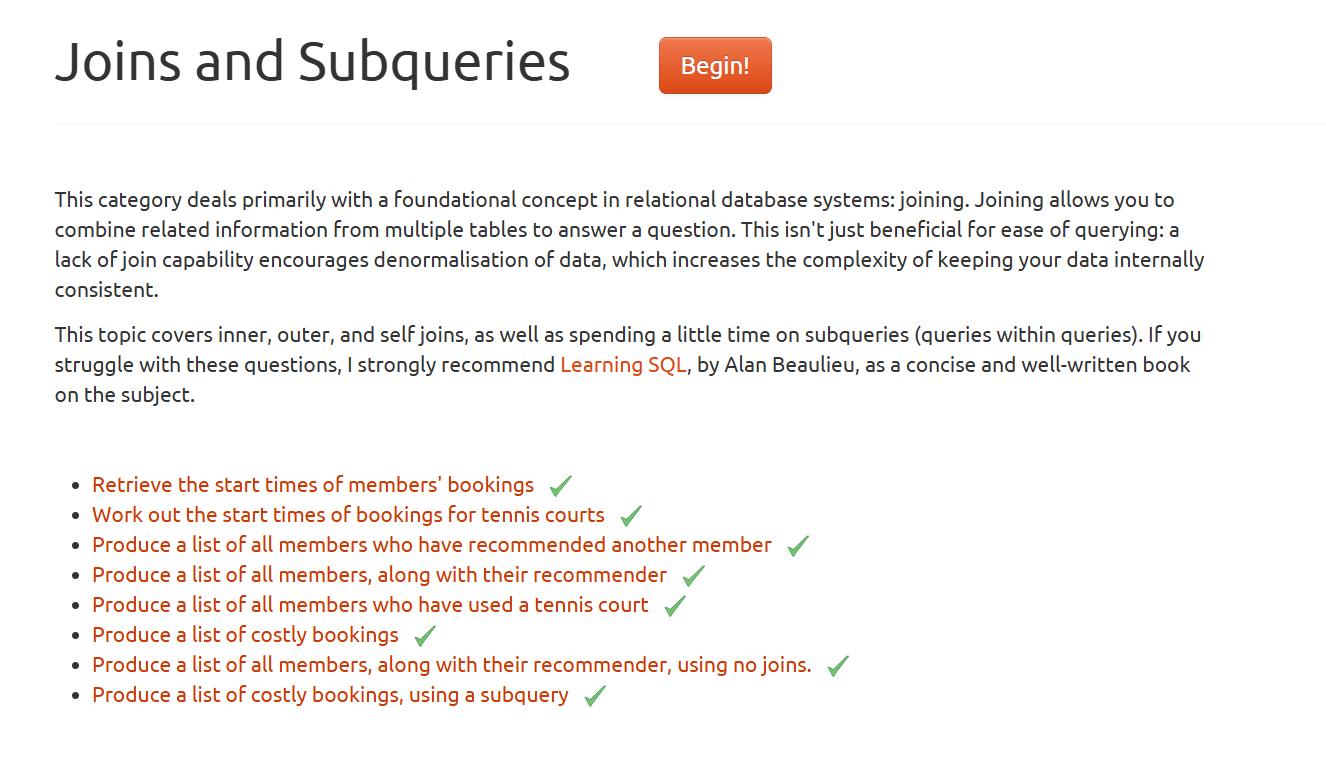 Joins and Subqueries
Begin!
This category deals primarily with a foundational concept in relational database systems: joining. Joining allows you to
combine related information from multiple tables to answer a question. This isn't just beneficial for ease of querying: a
lack of join capability encourages denormalisation of data, which increases the complexity of keeping your data internally
consistent.
This topic covers inner, outer, and self joins, as well as spending a little time on subqueries (queries within queries). If you
struggle with these questions, I strongly recommend Learning SQL, by Alan Beaulieu, as a concise and well-written book
on the subject.
Retrieve the start times of members' bookings
Work out the start times of bookings for tennis courts
Produce a list of all members who have recommended another member
Produce a list of all members, along with their recommender
Produce a list of all members who have used a tennis court
Produce a list of costly bookings
Produce a list of all members, along with their recommender, using no joins.
Produce a list of costly bookings, using a subquery